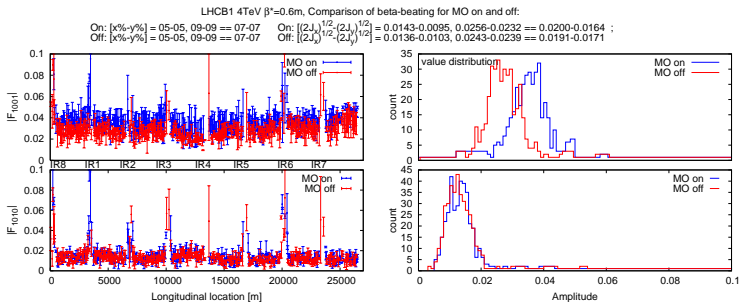 LHCB1 4TeV β*=0.6m, Comparison of beta-beating for MO on and off:
On: [x%-y%] = 05-05, 09-09 == 07-07 On: [(2Jx)^1/2-(2Jy)^1/2] = 0.0143-0.0095, 0.0256-0.0232 == 0.0200-0.0164 ;
Off: [x%-y%] = 05-05, 09-09 == 07-07 Off: [(2Jx)^1/2-(2Jy)^1/2] = 0.0136-0.0103, 0.0243-0.0239 == 0.0191-0.0171
|F1001|
0.1
0.08
0.06
0.04
0.02
0
MO on
MO off
IR8 IR1 IR2 IR3 IR4 IR5 IR6 IR7
count
35
30
25
20
15
10
5
0
value distribution
MO on
MO off
|F1010|
0.1
0.08
0.06
0.04
0.02
0
MO on
MO off
0 5000 10000 15000 20000 25000
Longitudinal location [m]
count
45
40
35
30
25
20
15
10
5
0
MO on
MO off
0 0.02 0.04 0.06 0.08 0.1
Amplitude